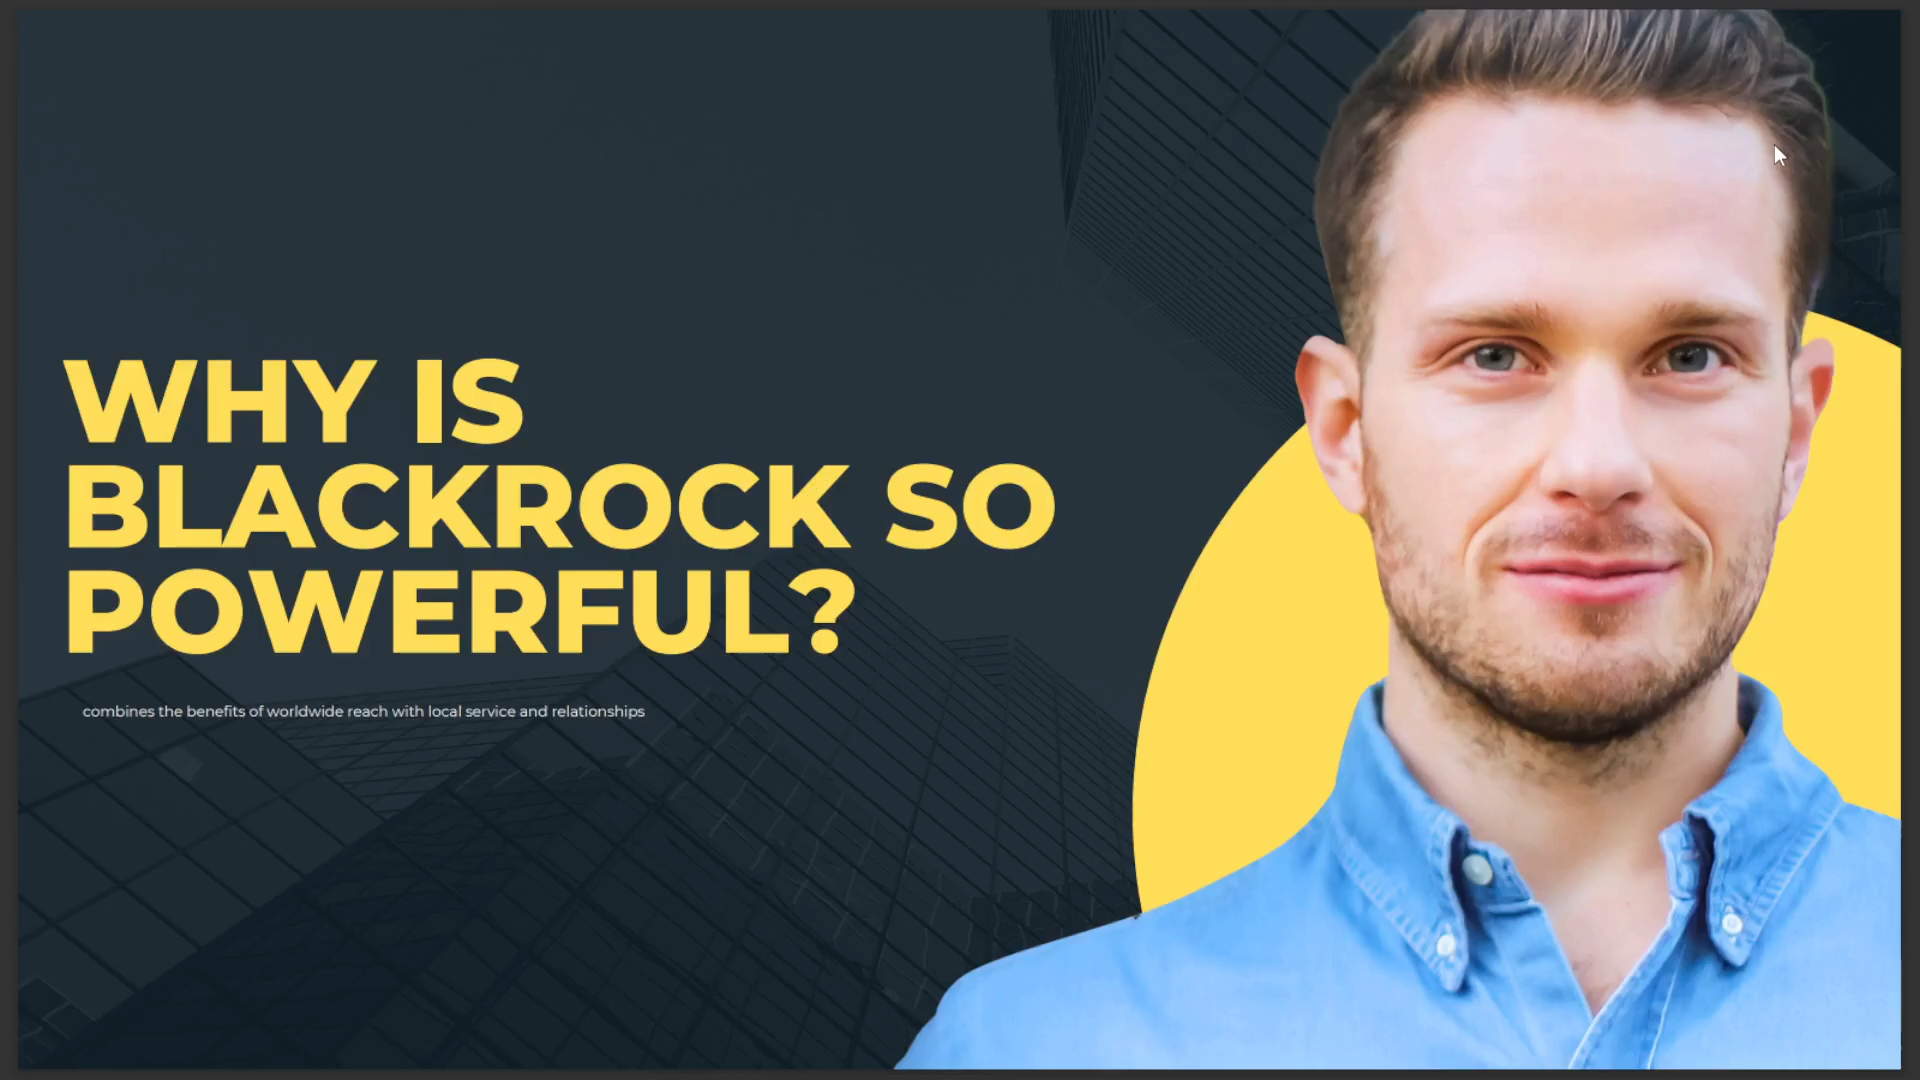 WHY IS
BLACKROCK SO
POWERFUL?
combines the benefits of worldwide reach with local service and relationships